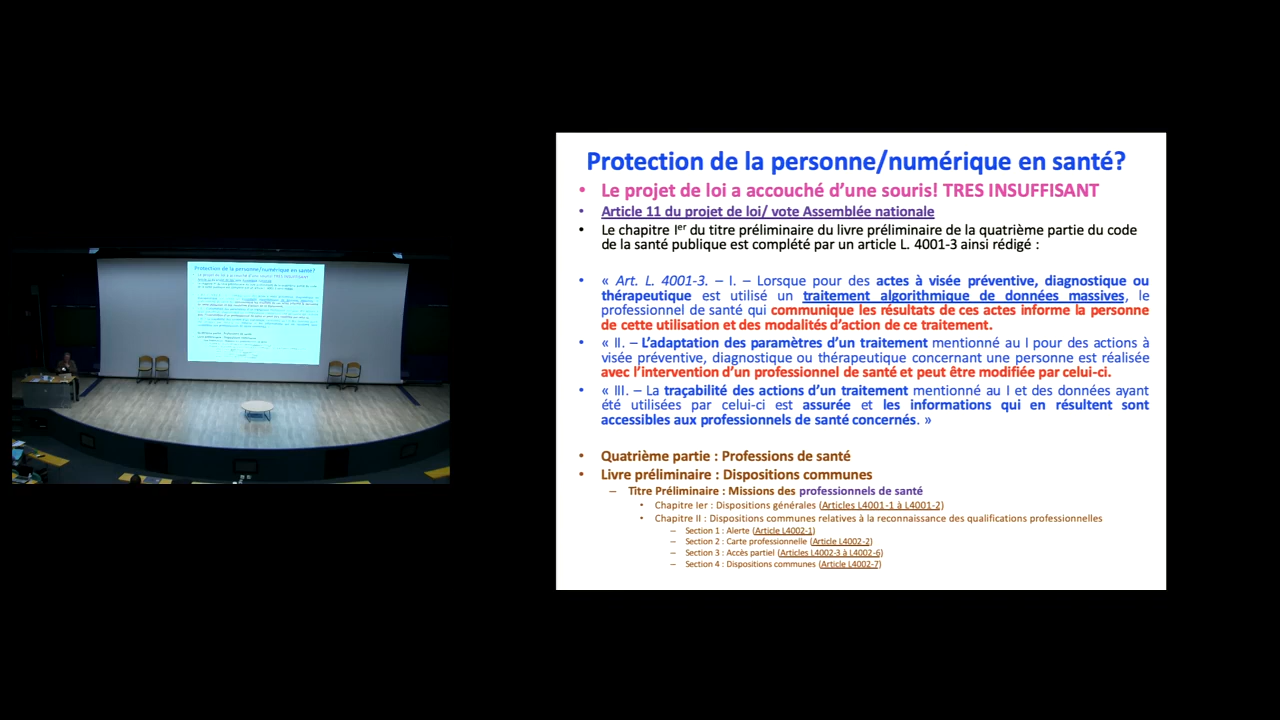 Protection de la personne/numérique en santé?
• Le projet de loi a accouché d’une souris! TRES INSUFFISANT
• Article 11 du projet de loi/ vote Assemblée nationale
• Le chapitre Ier du titre préliminaire du livre préliminaire de la quatrième partie du code
de la santé publique est complété par un article L. 4001-3 ainsi rédigé :
• « Art. L. 4001-3. – I. – Lorsque pour des actes à visée préventive, diagnostique ou
thérapeutique est utilisé un traitement algorithmique de données massives, le
professionnel de santé qui communique les résultats de ces actes informe la personne
de cette utilisation et des modalités d’action de ce traitement.
• « II. – L’adaptation des paramètres d’un traitement mentionné au I pour des actions à
visée préventive, diagnostique ou thérapeutique concernant une personne est réalisée
avec l’intervention d’un professionnel de santé et peut être modifiée par celui-ci.
• « III. – La traçabilité des actions d’un traitement mentionné au I et des données ayant
été utilisées par celui-ci est assurée et les informations qui en résultent sont
accessibles aux professionnels de santé concernés. »
• Quatrième partie : Professions de santé
• Livre préliminaire : Dispositions communes
– Titre Préliminaire : Missions des professionnels de santé
• Chapitre Ier : Dispositions générales (Articles L4001-1 à L4001-2)
• Chapitre II : Dispositions communes relatives à la reconnaissance des qualifications professionnelles
– Section 1 : Alerte (Article L4002-1)
– Section 2 : Carte professionnelle (Article L4002-2)
– Section 3 : Accès partiel (Articles L4002-3 à L4002-6)
– Section 4 : Dispositions communes (Article L4002-7)